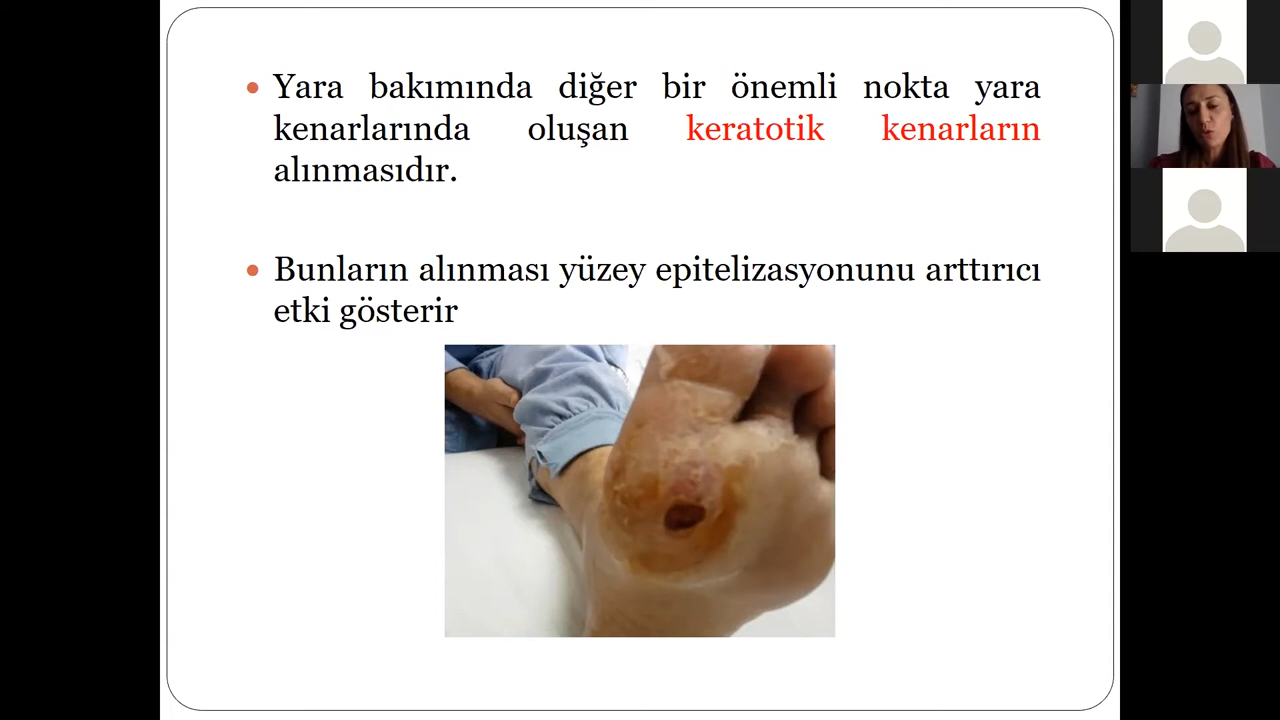 Yara bakımında diğer bir önemli nokta yara
kenarlarında oluşan keratotik kenarların
alınmasıdır.
Bunların alınması yüzey epitelizasyonunu arttırıcı
etki gösterir